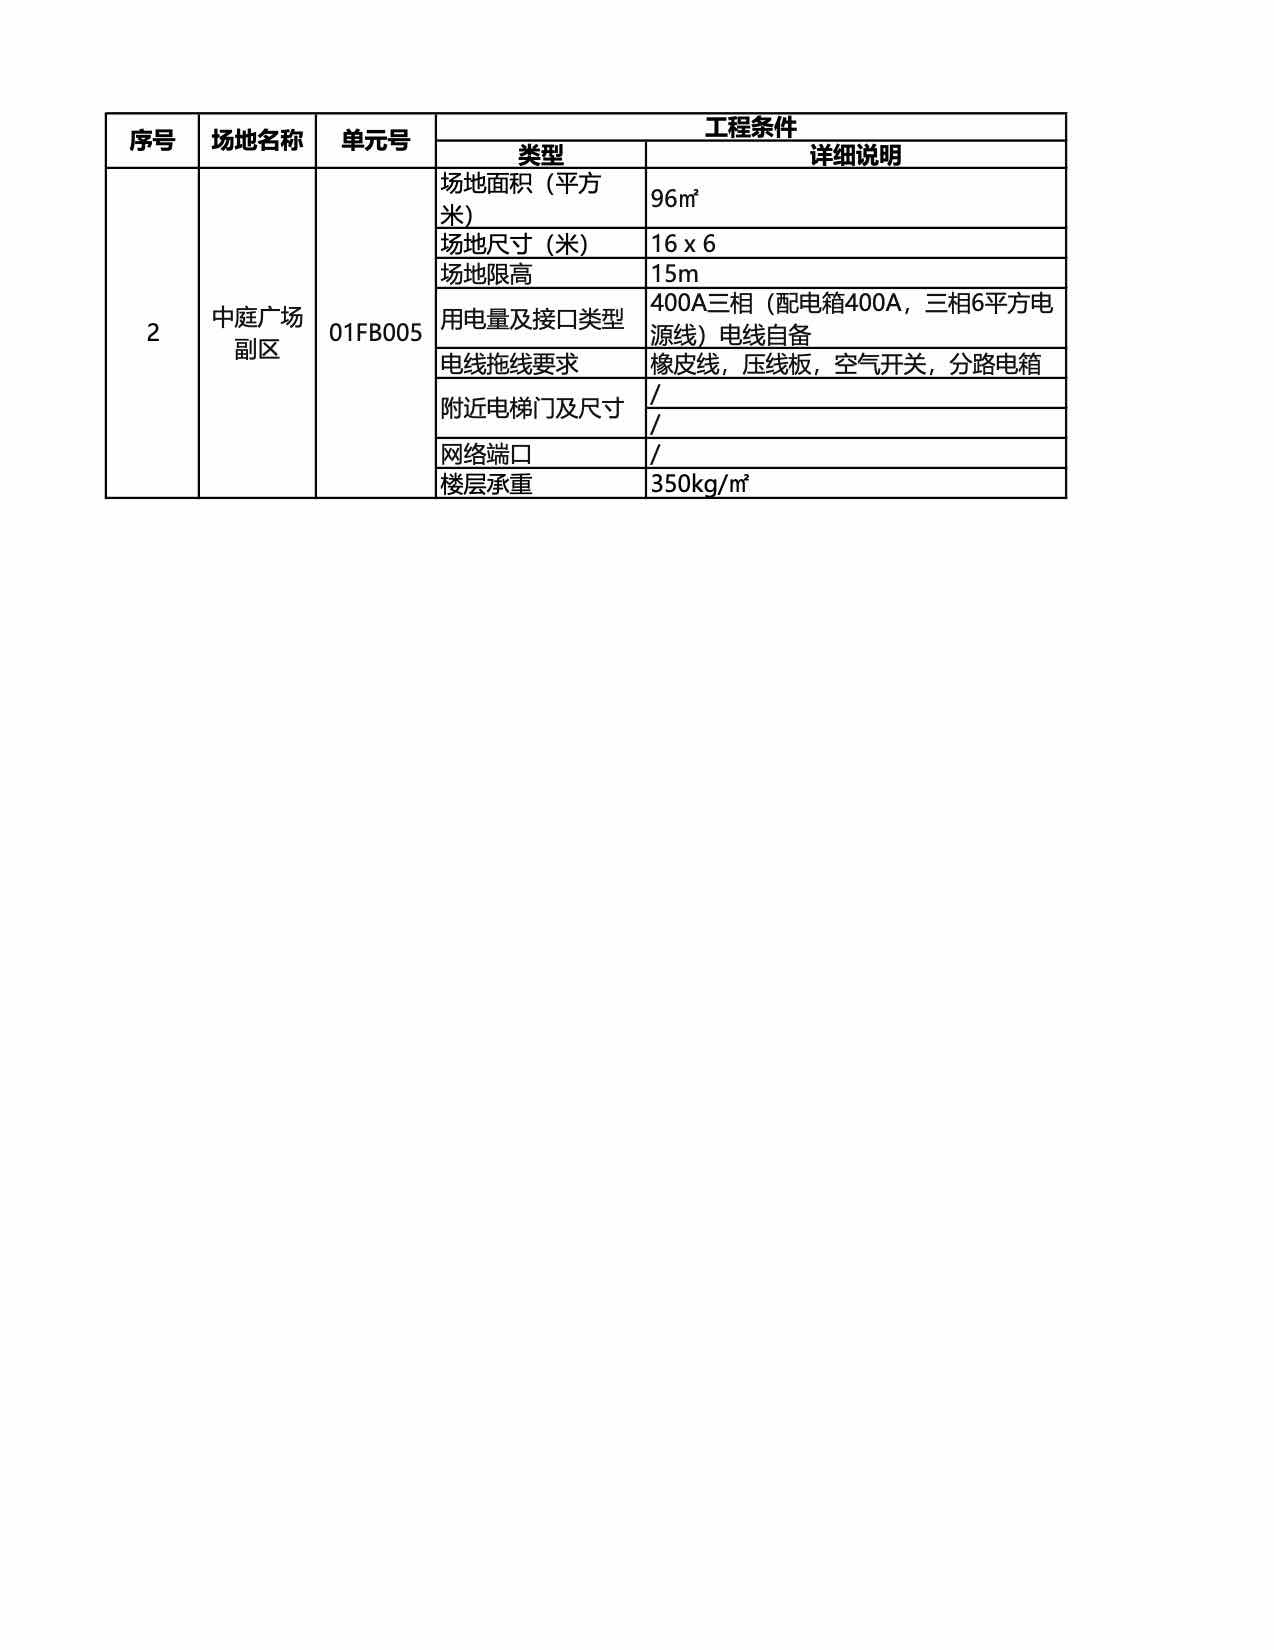 序号
场地名称
单元号
工程条件
类型
详细说明
2
中庭广场
副区
01FB005
场地面积（平方
米）
96㎡
场地尺寸（米）
16 x 6
场地限高
15m
用电量及接口类型
400A三相（配电箱400A，三相6平方电
源线）电线自备
电线拖线要求
橡皮线，压线板，空气开关，分路电箱
附近电梯门及尺寸
/
/
网络端口
/
楼层承重
350kg/㎡